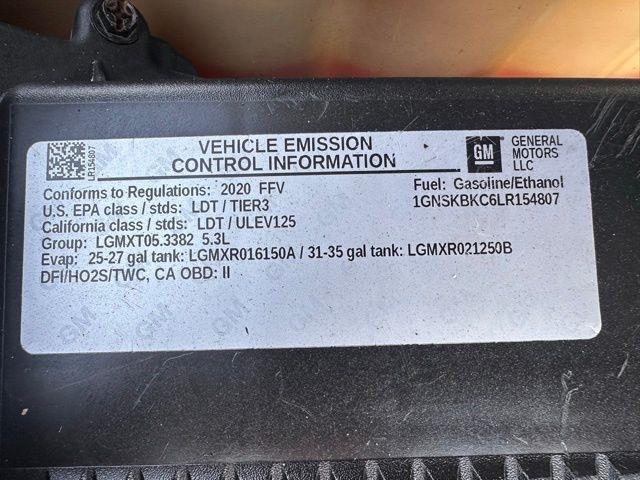 LR154807
VEHICLE EMISSION
CONTROL INFORMATION
GM
GENERAL
MOTORS
LLC
Conforms to Regulations: 2020 FFV
U.S. EPA class / stds: LDT / TIER3
California class / stds: LDT / ULEV125
Group: LGMXT05.3382 5.3L
Evap: 25-27 gal tank: LGMXR016150A / 31-35 gal tank: LGMXR021250B
DFI/HO2S/TWC, CA OBD: II
Fuel: Gasoline/Ethanol
1GNSKBKC6LR154807